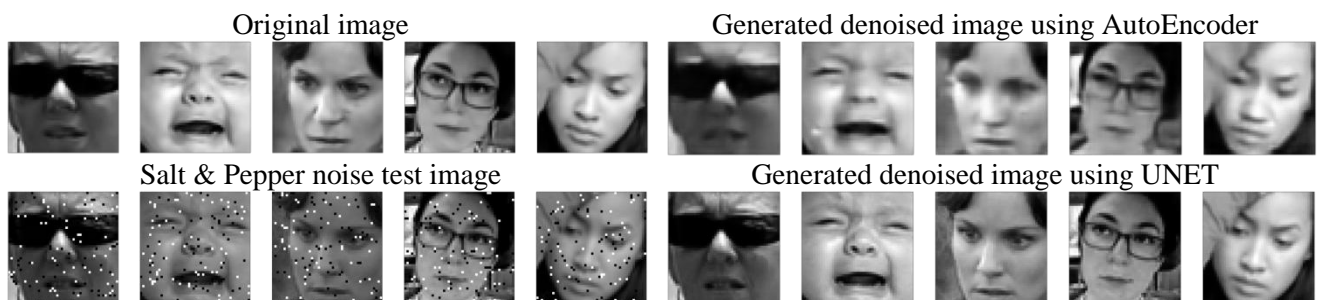 Original image
Generated denoised image using AutoEncoder
Salt & Pepper noise test image
Generated denoised image using UNET